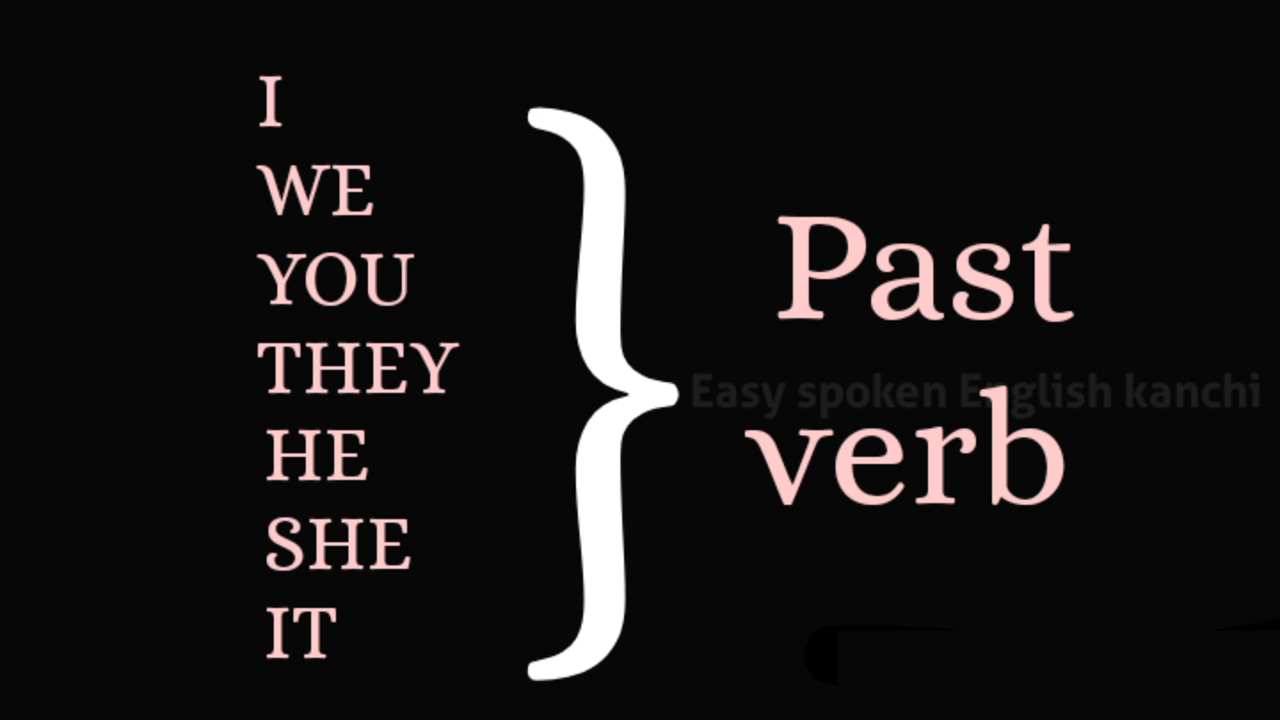 I
WE
YOU
THEY
HE
SHE
IT
Past
Easy spoken English kanchi
verb